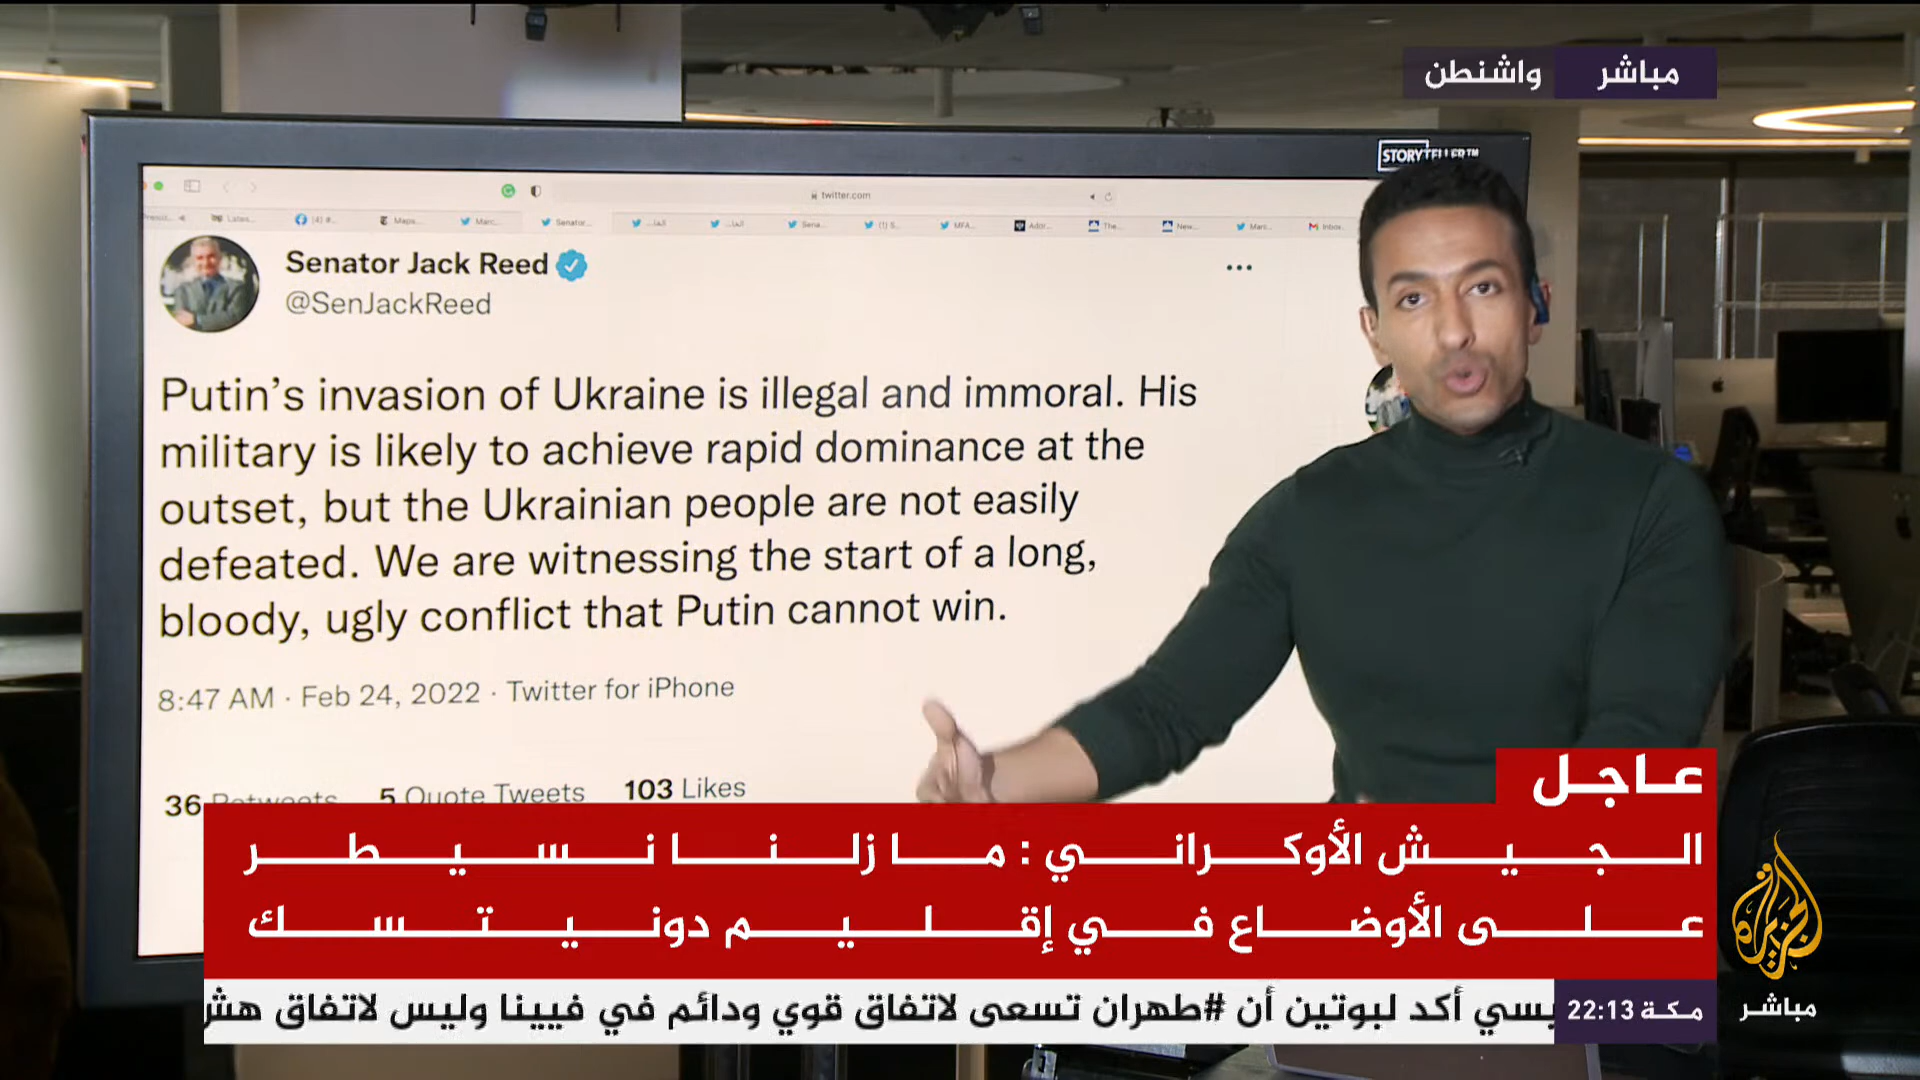 مباشر واشنطن
STORYTELLER™
twitter.com
Senator Jack Reed
@SenJackReed
Putin's invasion of Ukraine is illegal and immoral. His
military is likely to achieve rapid dominance at the
outset, but the Ukrainian people are not easily
defeated. We are witnessing the start of a long,
bloody, ugly conflict that Putin cannot win.
8:47 AM · Feb 24, 2022 · Twitter for iPhone
36 Retweets 5 Quote Tweets 103 Likes
عاجل
الجيش الأوكراني : ما زلنا نسيطر
على الأوضاع في إقليم دونيتسك
الجزيرة
مباشر
مكة 22:13
يسي أكد لبوتين أن #طهران تسعى لاتفاق قوي ودائم في فيينا وليس لاتفاق هش